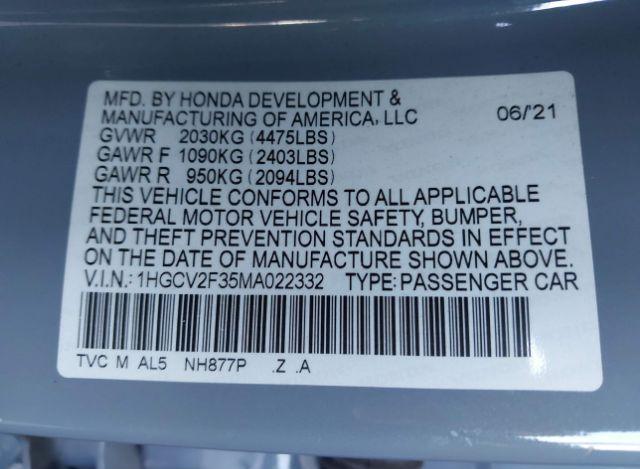 MFD. BY HONDA DEVELOPMENT &
MANUFACTURING OF AMERICA, LLC 06/'21
GVWR 2030KG (4475LBS)
GAWR F 1090KG (2403LBS)
GAWR R 950KG (2094LBS)
THIS VEHICLE CONFORMS TO ALL APPLICABLE
FEDERAL MOTOR VEHICLE SAFETY, BUMPER,
AND THEFT PREVENTION STANDARDS IN EFFECT
ON THE DATE OF MANUFACTURE SHOWN ABOVE.
V.I.N.: 1HGCV2F35MA022332 TYPE: PASSENGER CAR
TVC M AL5 NH877P .Z .A